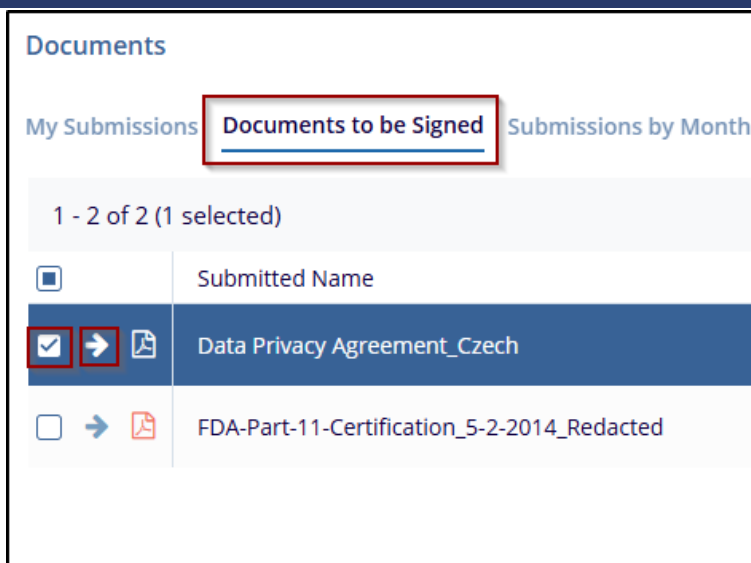 Documents
My Submissions Documents to be Signed Submissions by Month
1 - 2 of 2 (1 selected)
Submitted Name
Data Privacy Agreement_Czech
FDA-Part-11-Certification_5-2-2014_Redacted